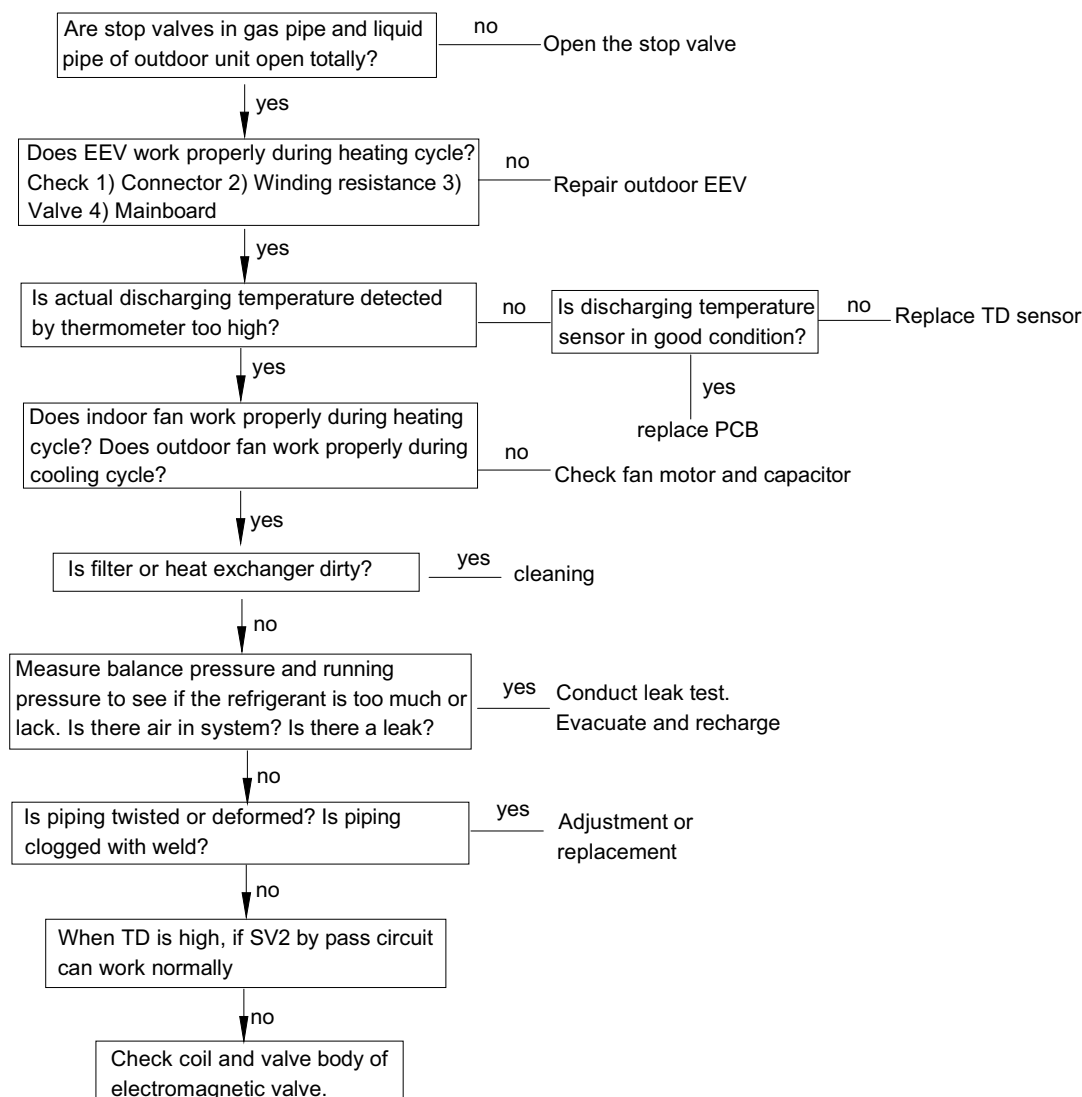 Are stop valves in gas pipe and liquid
pipe of outdoor unit open totally?
no
Open the stop valve
yes
Does EEV work properly during heating cycle?
Check 1) Connector 2) Winding resistance 3)
Valve 4) Mainboard
no
Repair outdoor EEV
yes
Is actual discharging temperature detected
by thermometer too high?
no
Is discharging temperature
sensor in good condition?
no
Replace TD sensor
yes
replace PCB
yes
Does indoor fan work properly during heating
cycle? Does outdoor fan work properly during
cooling cycle?
no
Check fan motor and capacitor
yes
Is filter or heat exchanger dirty?
yes
cleaning
no
Measure balance pressure and running
pressure to see if the refrigerant is too much or
lack. Is there air in system? Is there a leak?
yes
Conduct leak test.
Evacuate and recharge
no
Is piping twisted or deformed? Is piping
clogged with weld?
yes
Adjustment or
replacement
no
When TD is high, if SV2 by pass circuit
can work normally
no
Check coil and valve body of
electromagnetic valve.